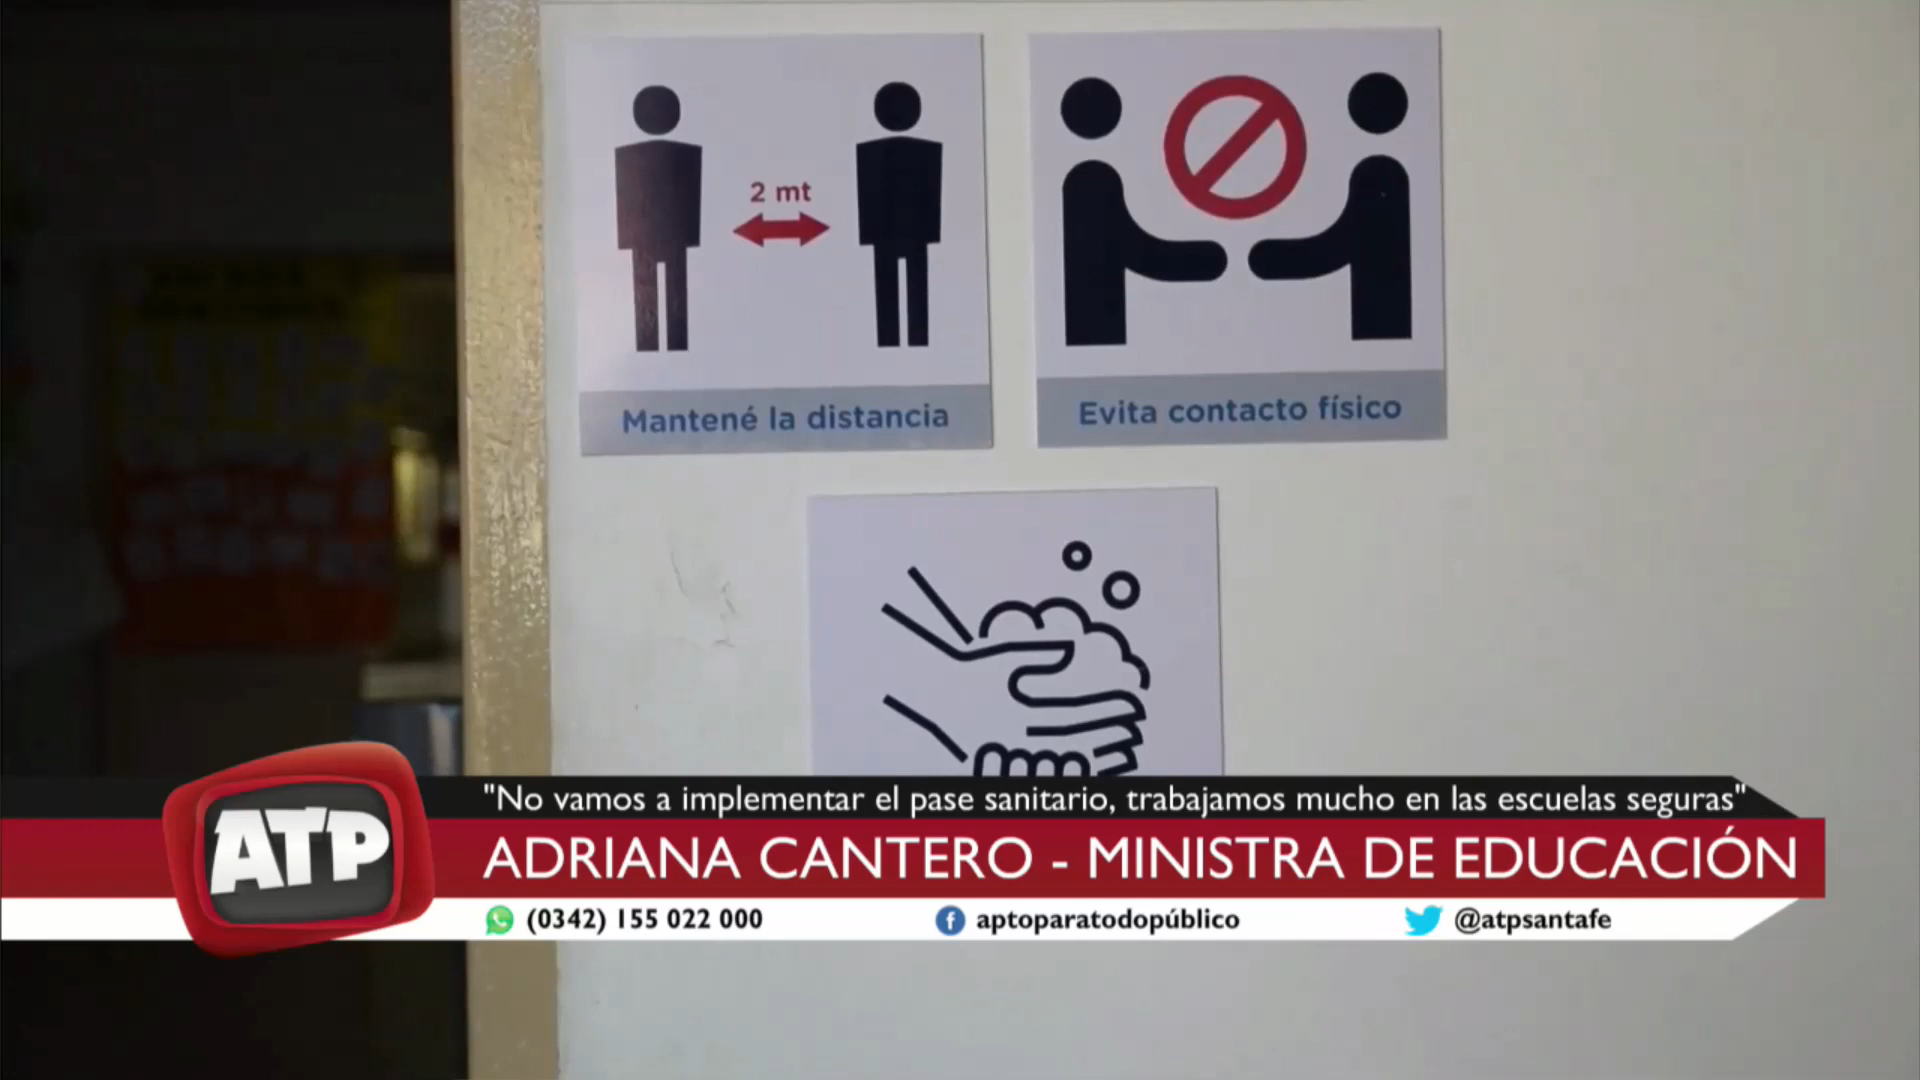 2 mt
Mantené la distancia
Evita contacto físico
ATP
"No vamos a implementar el pase sanitario, trabajamos mucho en las escuelas seguras"
ADRIANA CANTERO - MINISTRA DE EDUCACIÓN
(0342) 155 022 000
aptoparatodopúblico
@atpsantafe